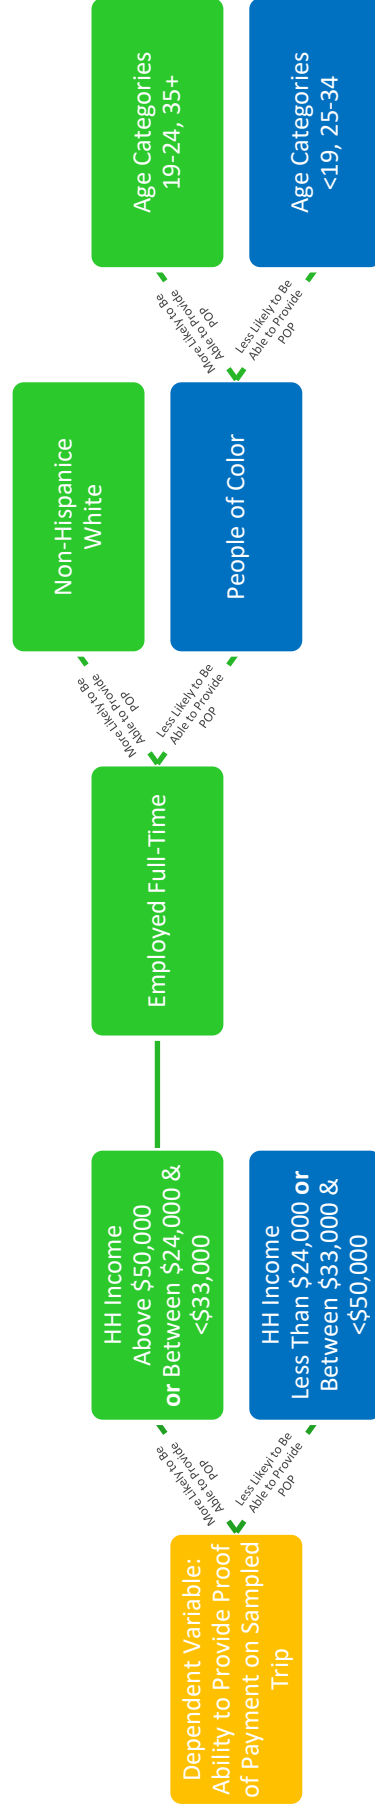 Dependent Variable:
Ability to Provide Proof
of Payment on Sampled
Trip
More Likely to Be
Able to Provide
POP
Less Likeyi to Be
Able to Provide
POP
HH Income
Above $50,000
or Between $24,000 &
<$33,000
HH Income
Less Than $24,000 or
Between $33,000 &
<$50,000
Employed Full-Time
More Likely to Be
Able to Provide
POP
Less Likely to Be
Able to Provide
POP
Non-Hispanice
White
People of Color
More Likely to Be
Able to Provide
POP
Less Likely to Be
Able to Provide
POP
Age Categories
19-24, 35+
Age Categories
<19, 25-34